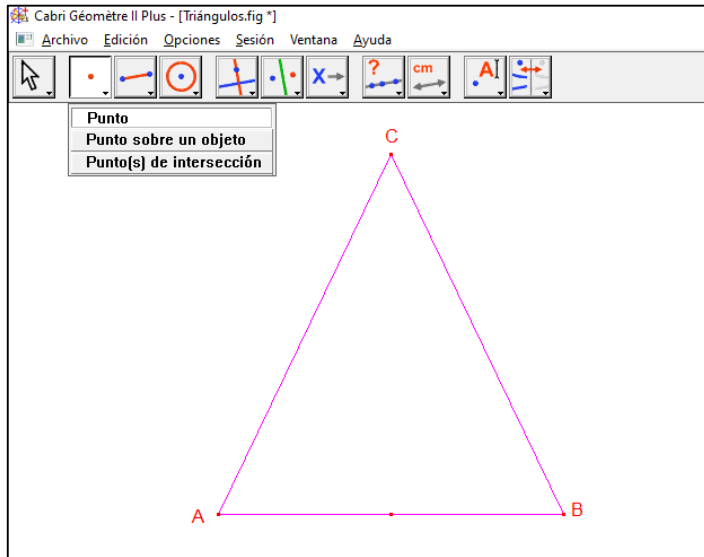 Cabri Géomètre II Plus - [Triángulos.fig *]
Archivo Edición Opciones Sesión Ventana Ayuda
X ? cm A
Punto
Punto sobre un objeto
Punto(s) de intersección
C
A
B